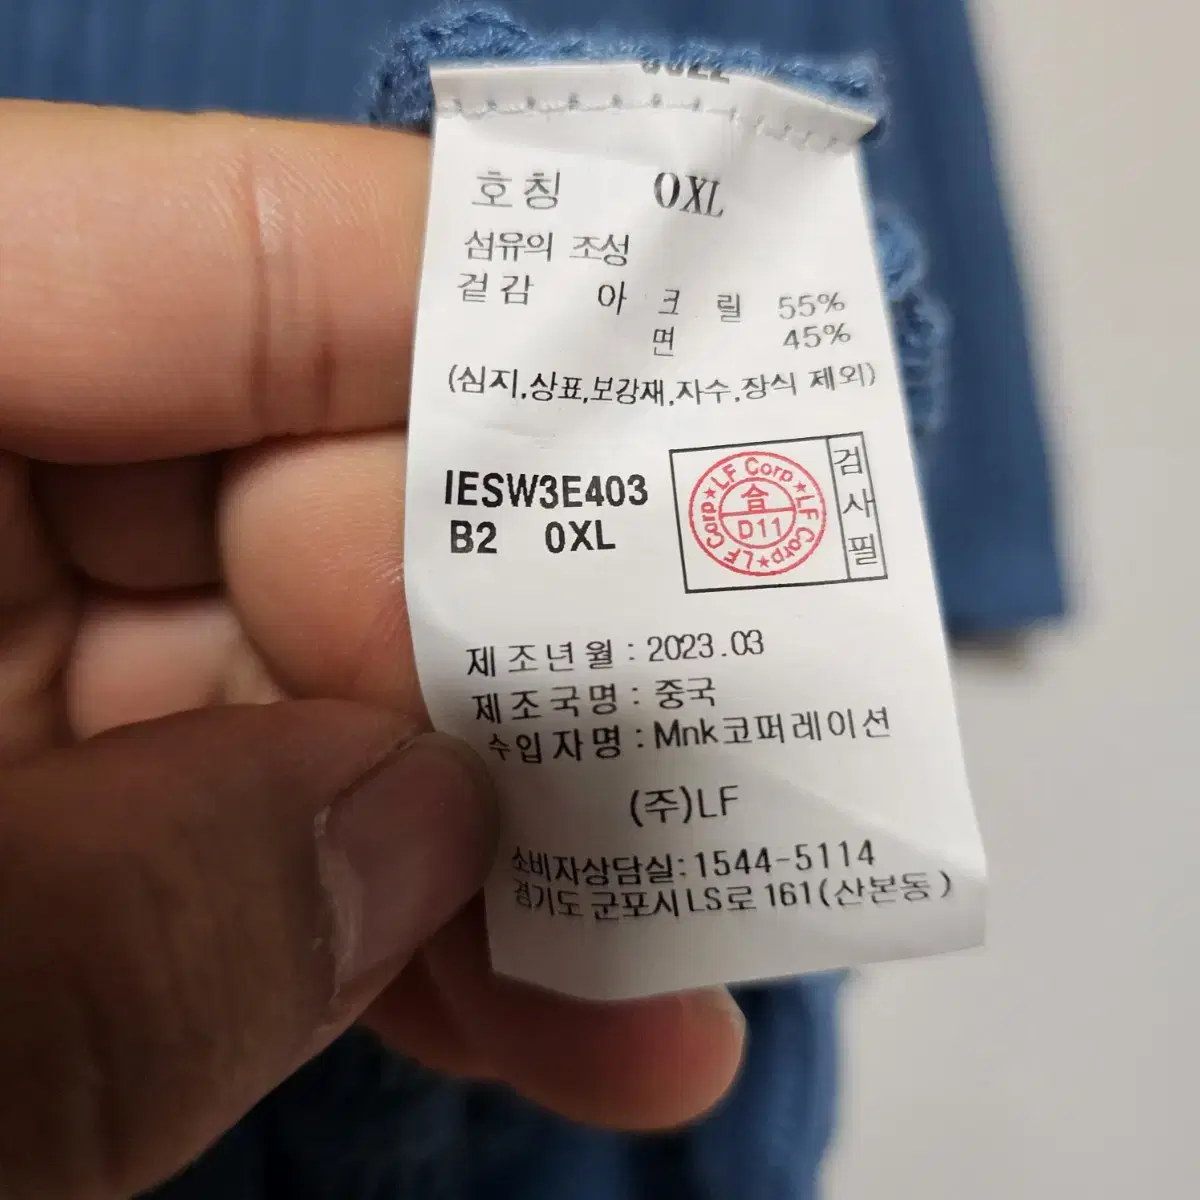 호칭 0XL
섬유의 조성
겉감 아 크 릴 55%
면 45%
(심지,상표,보강재,자수,장식 제외)
IESW3E403
B2 0XL
LF Corp★LF Corp★LF Corp★
合
D11
검사필
제조년월 : 2023.03
제조국명 : 중국
수입자명 : Mnk코퍼레이션
(주)LF
소비자상담실:1544-5114
경기도 군포시 LS로 161(산본동)